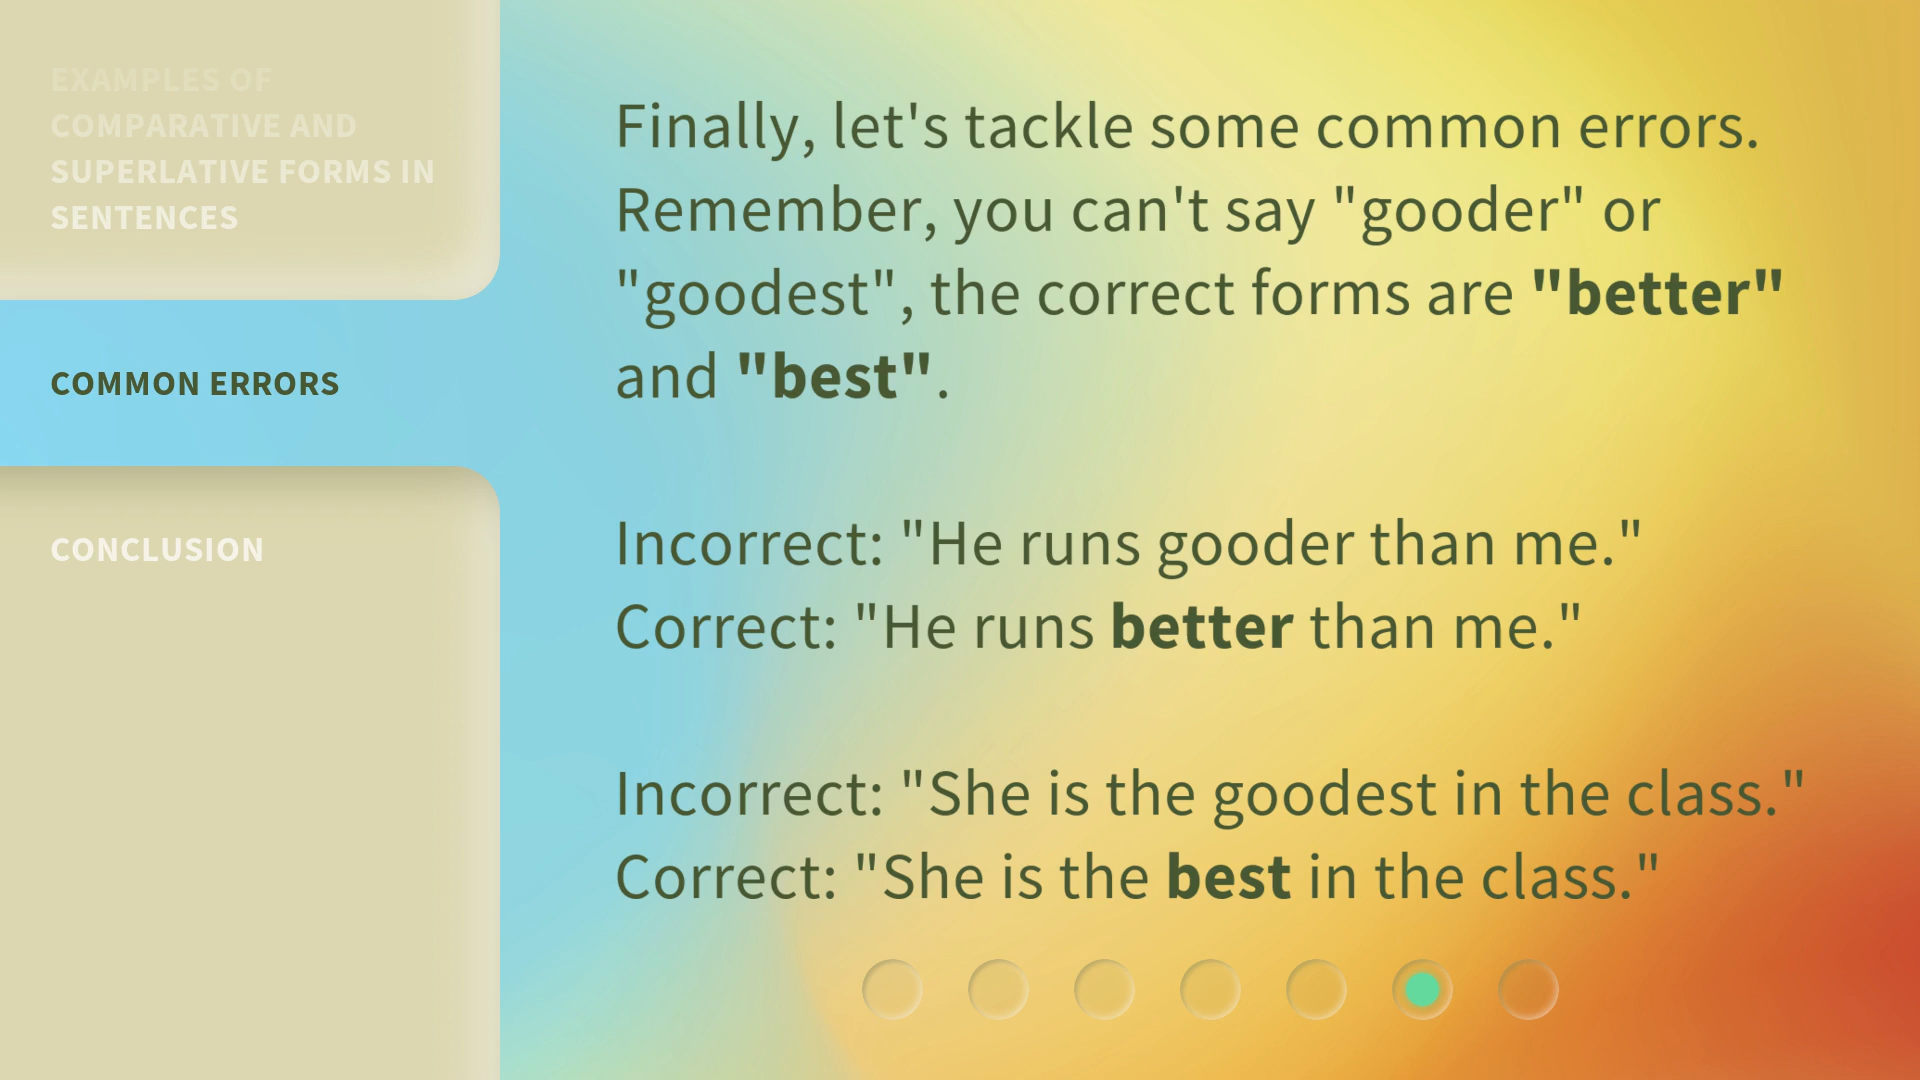 EXAMPLES OF
COMPARATIVE AND
SUPERLATIVE FORMS IN
SENTENCES
COMMON ERRORS
CONCLUSION
Finally, let's tackle some common errors.
Remember, you can't say "gooder" or
"goodest", the correct forms are "better"
and "best".
Incorrect: "He runs gooder than me."
Correct: "He runs better than me."
Incorrect: "She is the goodest in the class."
Correct: "She is the best in the class."